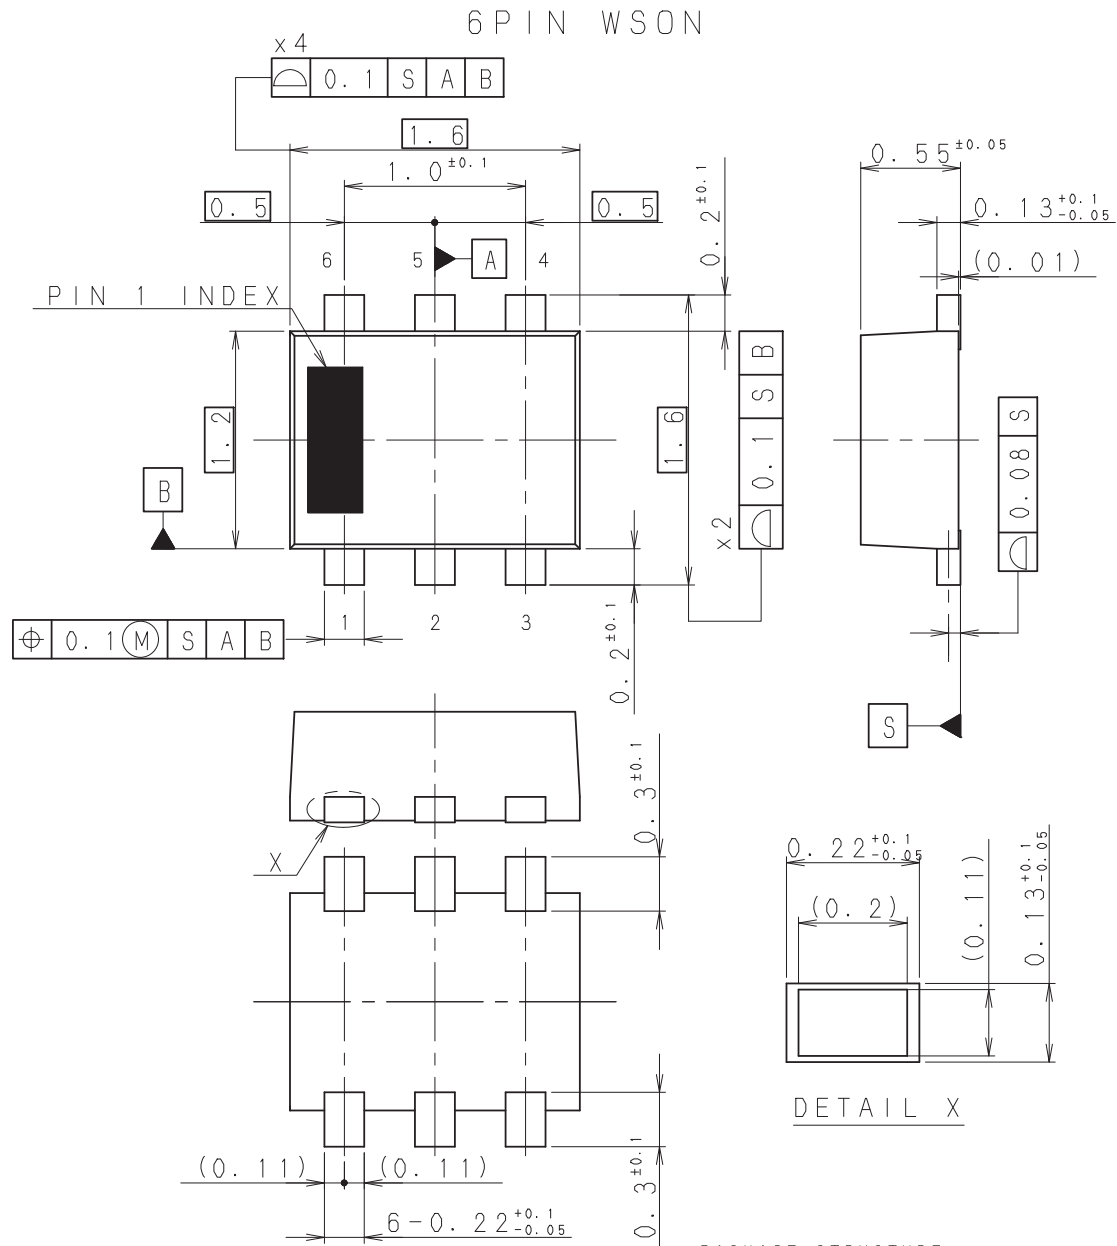 6PIN WSON
x4
0.1 S A B
1.6
1.0±0.1
0.5
0.5
0.2±0.1
0.55±0.05
0.13+0.1-0.05
(0.01)
6
5
A
4
PIN 1 INDEX
1.2
1.6
B
x2
0.1 S B
0.08 S
0.1 M S A B
1
2
3
0.2±0.1
S
0.3±0.1
X
0.22+0.1-0.05
(0.2)
(0.11)
0.13+0.1-0.05
DETAIL X
(0.11)
(0.11)
0.3±0.1
6-0.22+0.1-0.05